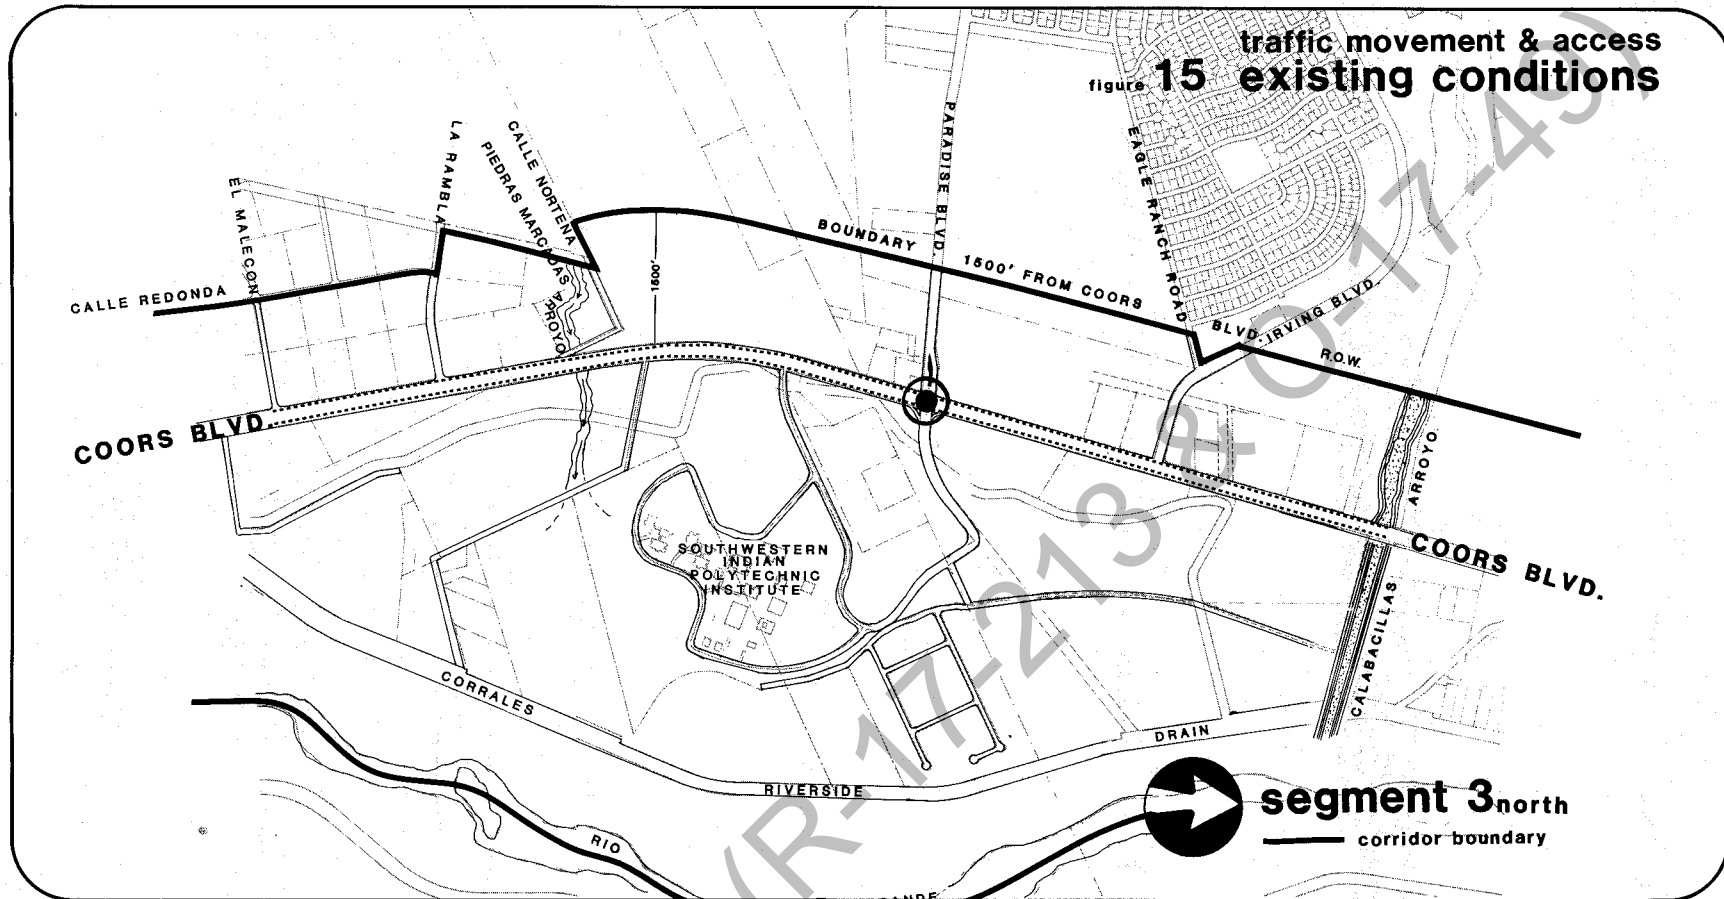 traffic movement & access
figure 15 existing conditions
EL MALECON
LA RAMBLA
CALLE NORTENA
PIEDRAS MARCADAS ARROYO
PARADISE BLVD.
EAGLE RANCH ROAD
CALLE REDONDA
1500'
BOUNDARY 1500' FROM COORS BLVD. R.O.W.
IRVING BLVD.
COORS BLVD.
COORS BLVD.
CALABACILLAS ARROYO
SOUTHWESTERN
INDIAN
POLYTECHNIC
INSTITUTE
CORRALES RIVERSIDE DRAIN
RIO
segment 3 north
corridor boundary
(R-17-213 & O-17-49)